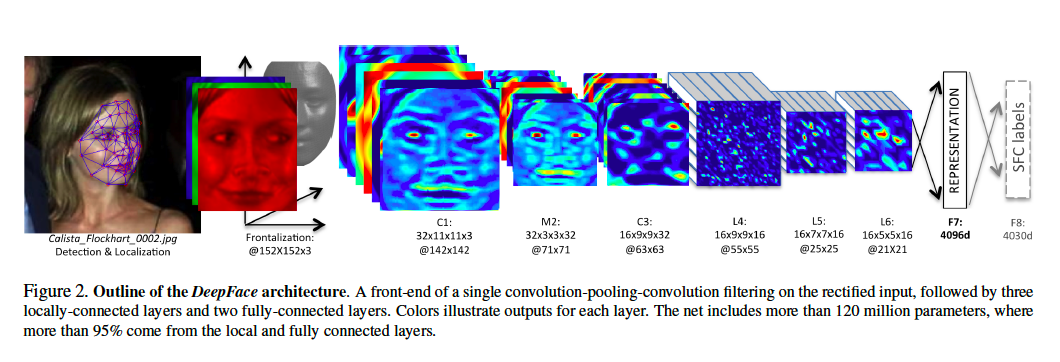 Calista_Flockhart_0002.jpg
Detection & Localization
Frontalization:
@152X152x3
C1:
32x11x11x3
@142x142
M2:
32x3x3x32
@71x71
C3:
16x9x9x32
@63x63
L4:
16x9x9x16
@55x55
L5:
16x7x7x16
@25x25
L6:
16x5x5x16
@21X21
REPRESENTATION
F7:
4096d
SFC labels
F8:
4030d
Figure 2. Outline of the DeepFace architecture. A front-end of a single convolution-pooling-convolution filtering on the rectified input, followed by three
locally-connected layers and two fully-connected layers. Colors illustrate outputs for each layer. The net includes more than 120 million parameters, where
more than 95% come from the local and fully connected layers.